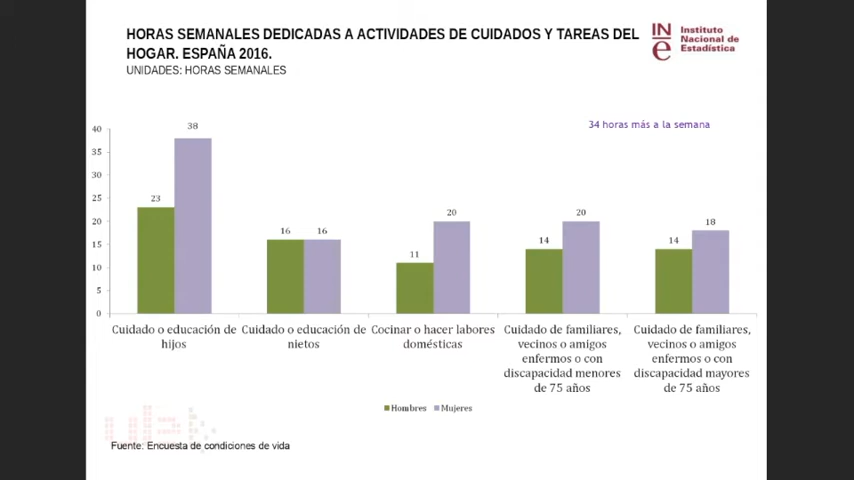 HORAS SEMANALES DEDICADAS A ACTIVIDADES DE CUIDADOS Y TAREAS DEL
HOGAR. ESPAÑA 2016.
UNIDADES: HORAS SEMANALES
INe
Instituto
Nacional de
Estadística
34 horas más a la semana
40
35
30
25
20
15
10
5
0
23
38
16
16
11
20
14
20
14
18
Cuidado o educación de
hijos
Cuidado o educación de
nietos
Cocinar o hacer labores
domésticas
Cuidado de familiares,
vecinos o amigos
enfermos o con
discapacidad menores
de 75 años
Cuidado de familiares,
vecinos o amigos
enfermos o con
discapacidad mayores
de 75 años
Hombres Mujeres
Fuente: Encuesta de condiciones de vida